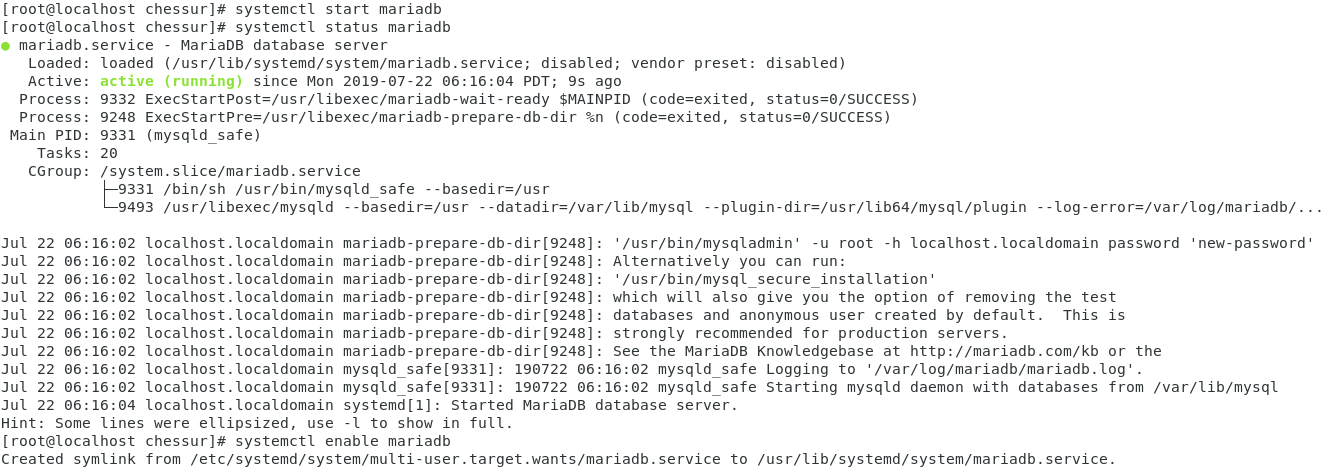 [root@localhost chessur]# systemctl start mariadb
[root@localhost chessur]# systemctl status mariadb
● mariadb.service - MariaDB database server
   Loaded: loaded (/usr/lib/systemd/system/mariadb.service; disabled; vendor preset: disabled)
   Active: active (running) since Mon 2019-07-22 06:16:04 PDT; 9s ago
  Process: 9332 ExecStartPost=/usr/libexec/mariadb-wait-ready $MAINPID (code=exited, status=0/SUCCESS)
  Process: 9248 ExecStartPre=/usr/libexec/mariadb-prepare-db-dir %n (code=exited, status=0/SUCCESS)
 Main PID: 9331 (mysqld_safe)
    Tasks: 20
   CGroup: /system.slice/mariadb.service
           ├─9331 /bin/sh /usr/bin/mysqld_safe --basedir=/usr
           └─9493 /usr/libexec/mysqld --basedir=/usr --datadir=/var/lib/mysql --plugin-dir=/usr/lib64/mysql/plugin --log-error=/var/log/mariadb/...

Jul 22 06:16:02 localhost.localdomain mariadb-prepare-db-dir[9248]: '/usr/bin/mysqladmin' -u root -h localhost.localdomain password 'new-password'
Jul 22 06:16:02 localhost.localdomain mariadb-prepare-db-dir[9248]: Alternatively you can run:
Jul 22 06:16:02 localhost.localdomain mariadb-prepare-db-dir[9248]: '/usr/bin/mysql_secure_installation'
Jul 22 06:16:02 localhost.localdomain mariadb-prepare-db-dir[9248]: which will also give you the option of removing the test
Jul 22 06:16:02 localhost.localdomain mariadb-prepare-db-dir[9248]: databases and anonymous user created by default.  This is
Jul 22 06:16:02 localhost.localdomain mariadb-prepare-db-dir[9248]: strongly recommended for production servers.
Jul 22 06:16:02 localhost.localdomain mariadb-prepare-db-dir[9248]: See the MariaDB Knowledgebase at http://mariadb.com/kb or the
Jul 22 06:16:02 localhost.localdomain mysqld_safe[9331]: 190722 06:16:02 mysqld_safe Logging to '/var/log/mariadb/mariadb.log'.
Jul 22 06:16:02 localhost.localdomain mysqld_safe[9331]: 190722 06:16:02 mysqld_safe Starting mysqld daemon with databases from /var/lib/mysql
Jul 22 06:16:04 localhost.localdomain systemd[1]: Started MariaDB database server.
Hint: Some lines were ellipsized, use -l to show in full.
[root@localhost chessur]# systemctl enable mariadb
Created symlink from /etc/systemd/system/multi-user.target.wants/mariadb.service to /usr/lib/systemd/system/mariadb.service.